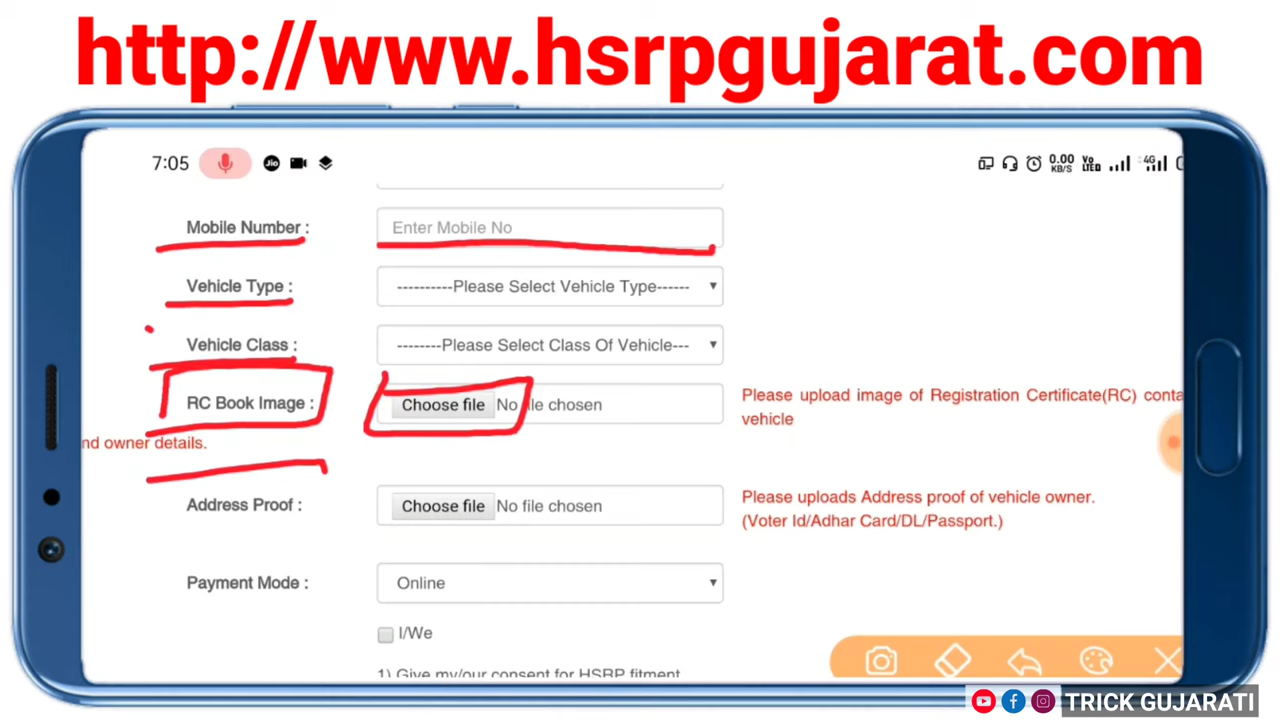 http://www.hsrpgujarat.com
7:05 Jio 0.00 KB/S Vo LTED 4G
Mobile Number : Enter Mobile No
Vehicle Type : ----------Please Select Vehicle Type------
Vehicle Class : --------Please Select Class Of Vehicle---
RC Book Image : Choose file No file chosen Please upload image of Registration Certificate(RC) conta
vehicle
nd owner details.
Address Proof : Choose file No file chosen Please uploads Address proof of vehicle owner.
(Voter Id/Adhar Card/DL/Passport.)
Payment Mode : Online
I/We
1) Give my/our consent for HSRP fitment
TRICK GUJARATI